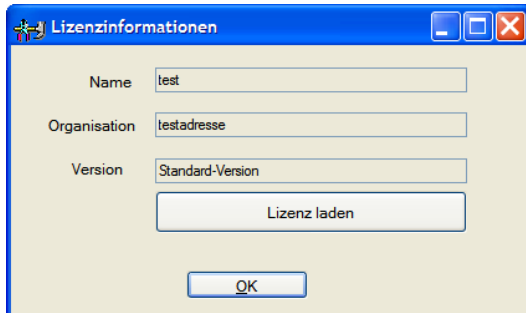 Lizenzinformationen
Name test
Organisation testadresse
Version Standard-Version
Lizenz laden
OK